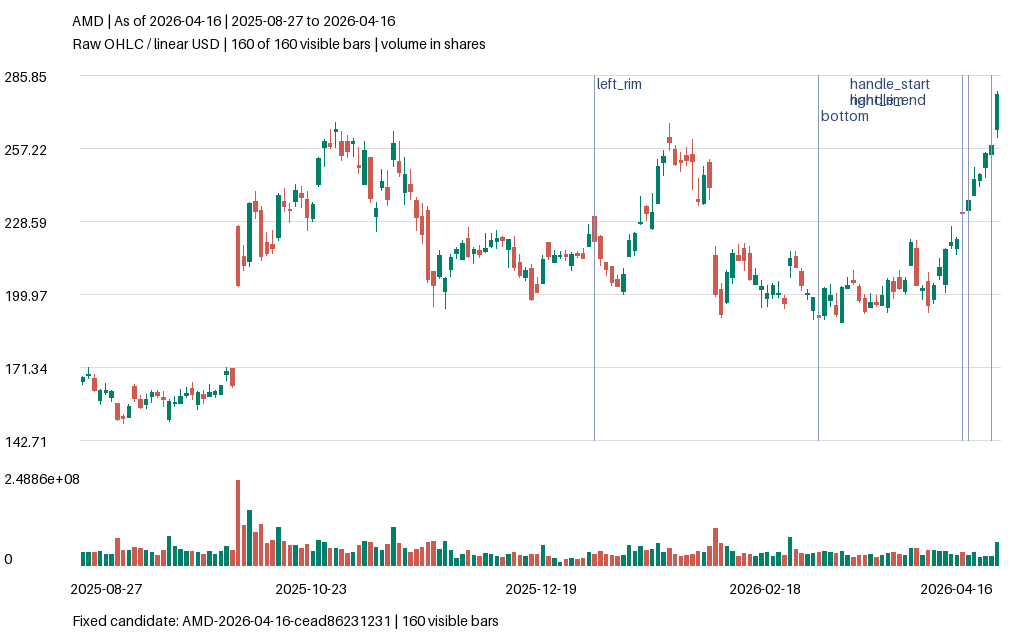 AMD | As of 2026-04-16 | 2025-08-27 to 2026-04-16
Raw OHLC / linear USD | 160 of 160 visible bars | volume in shares
285.85
left_rim
handle_start
handle_end
bottom
257.22
228.59
199.97
171.34
142.71
2.4886e+08
0
2025-08-27
2025-10-23
2025-12-19
2026-02-18
2026-04-16
Fixed candidate: AMD-2026-04-16-cead86231231 | 160 visible bars